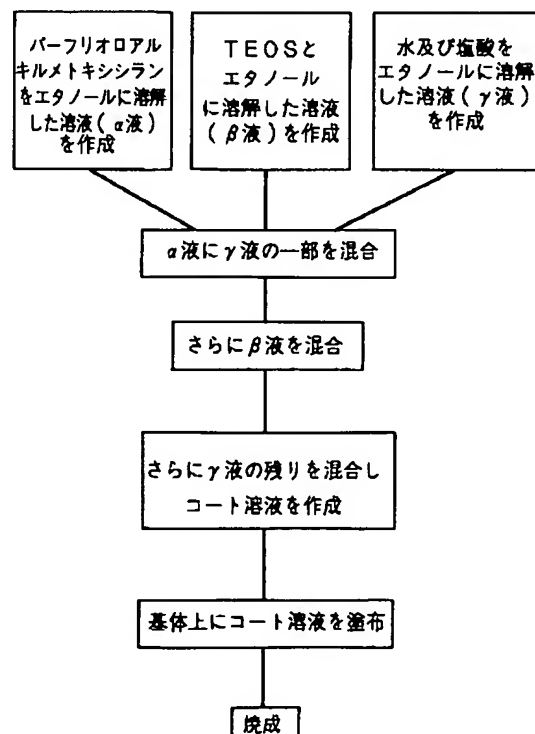 パーフリオロアル
キルメトキシシラン
をエタノールに溶解
した溶液(α液)
を作成
TEOSと
エタノール
に溶解した溶液
(β液)を作成
水及び塩酸を
エタノールに溶解
した溶液(γ液)
を作成
α液にγ液の一部を混合
さらにβ液を混合
さらにγ液の残りを混合し
コート溶液を作成
基体上にコート溶液を塗布
焼成